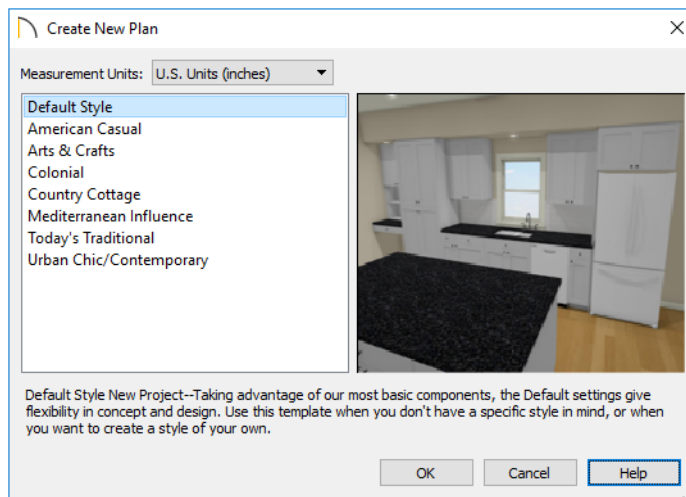 Create New Plan
Measurement Units: U.S. Units (inches)
Default Style
American Casual
Arts & Crafts
Colonial
Country Cottage
Mediterranean Influence
Today's Traditional
Urban Chic/Contemporary
Default Style New Project--Taking advantage of our most basic components, the Default settings give
flexibility in concept and design. Use this template when you don't have a specific style in mind, or when
you want to create a style of your own.
OK Cancel Help